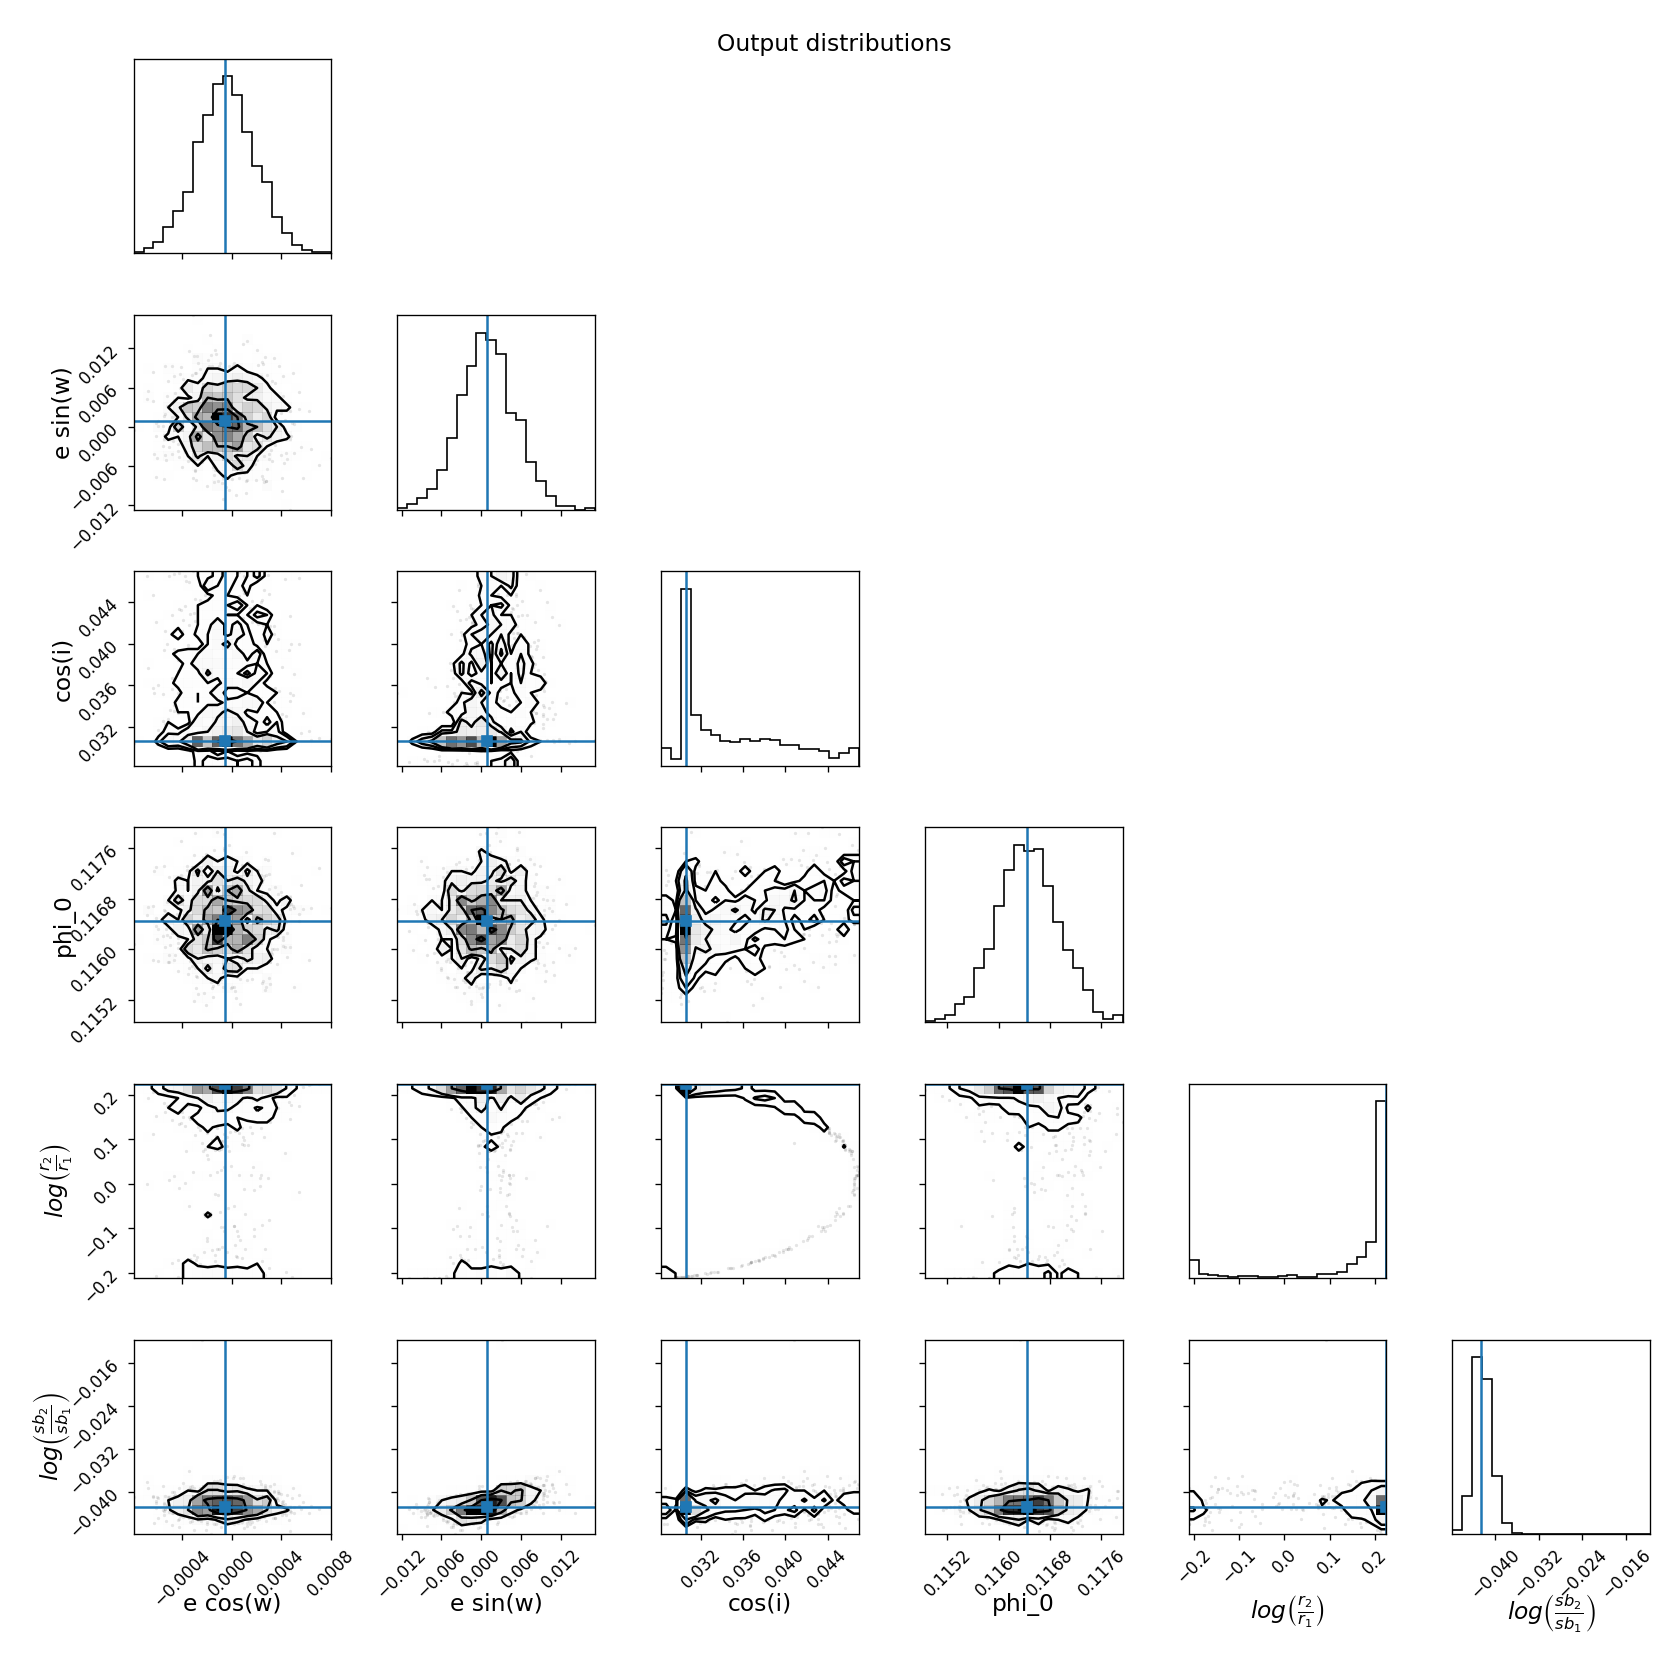 Output distributions
e sin(w)
0.012
0.006
0.000
−0.006
−0.012
cos(i)
0.044
0.040
0.036
0.032
phi_0
0.1176
0.1168
0.1160
0.1152
log(r2/r1)
0.2
0.1
0.0
−0.1
−0.2
log(sb2/sb1)
−0.016
−0.024
−0.032
−0.040
−0.0004 0.0000 0.0004 0.0008
−0.012 −0.006 0.000 0.006 0.012
0.032 0.036 0.040 0.044
0.1152 0.1160 0.1168 0.1176
−0.2 −0.1 0.0 0.1 0.2
−0.040 −0.032 −0.024 −0.016
e cos(w) e sin(w) cos(i) phi_0 log(r2/r1) log(sb2/sb1)